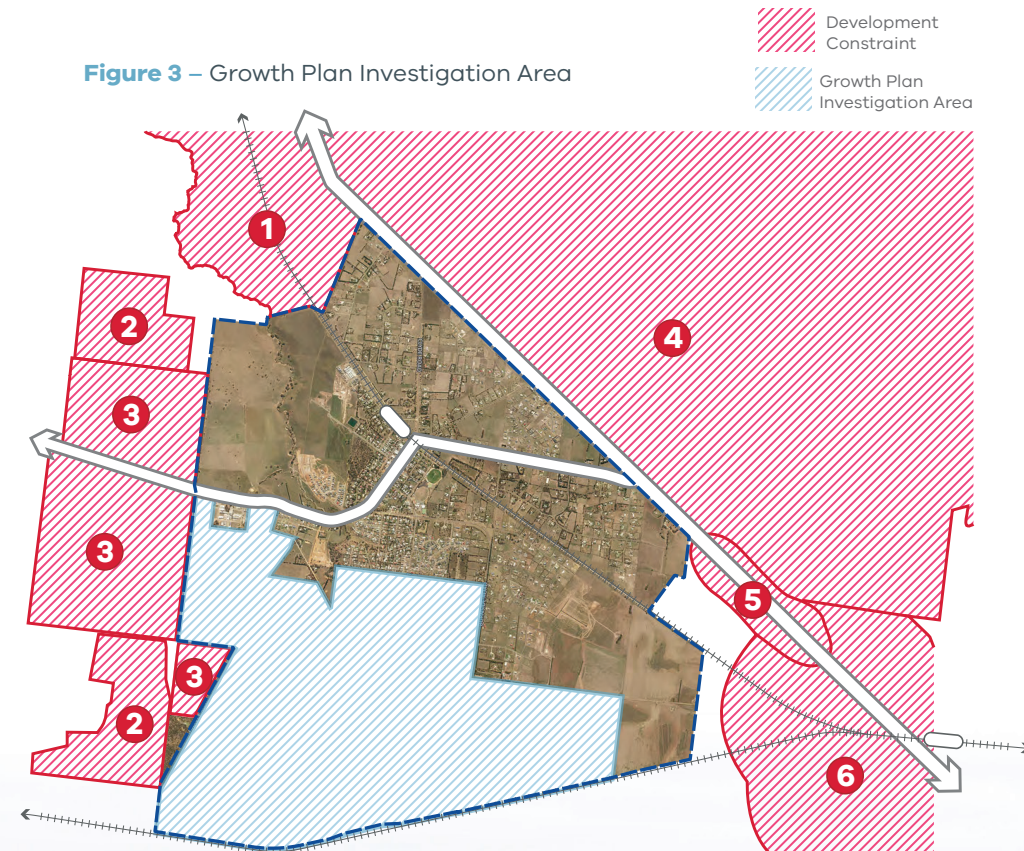 Development
Constraint
Figure 3 – Growth Plan Investigation Area
Growth Plan
Investigation Area
1
2
4
3
3
5
3
2
6